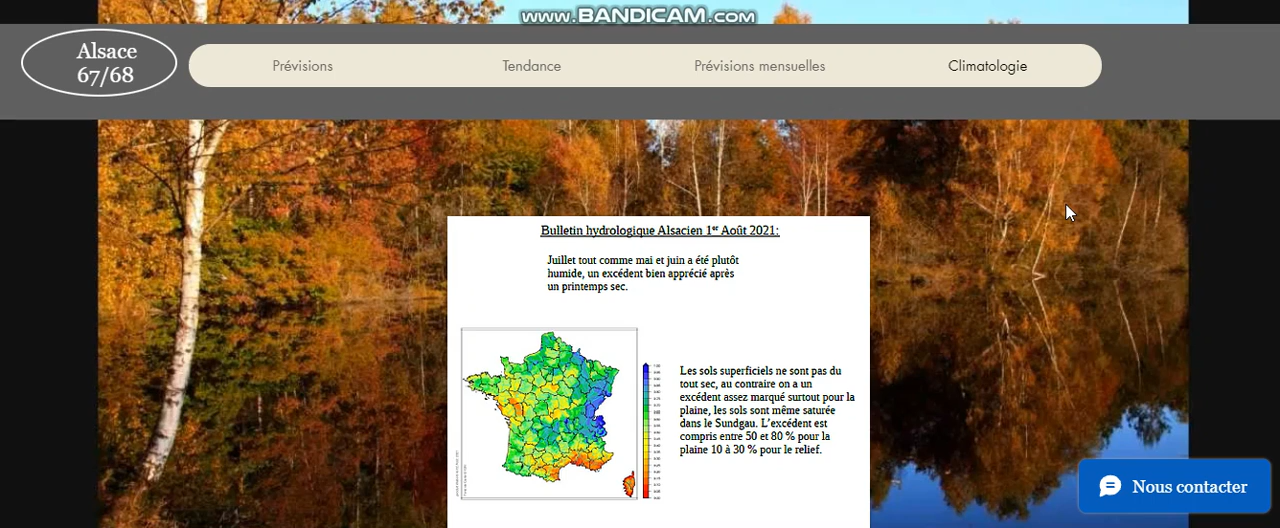 www.BANDICAM.com
Alsace
67/68
Prévisions
Tendance
Prévisions mensuelles
Climatologie
Bulletin hydrologique Alsacien 1er Août 2021:
Juillet tout comme mai et juin a été plutôt
humide, un excédent bien apprécié après
un printemps sec.
Les sols superficiels ne sont pas du
tout sec, au contraire on a un
excédent assez marqué surtout pour la
plaine, les sols sont même saturée
dans le Sundgau. L'excédent est
compris entre 50 et 80 % pour la
plaine 10 à 30 % pour le relief.
Nous contacter